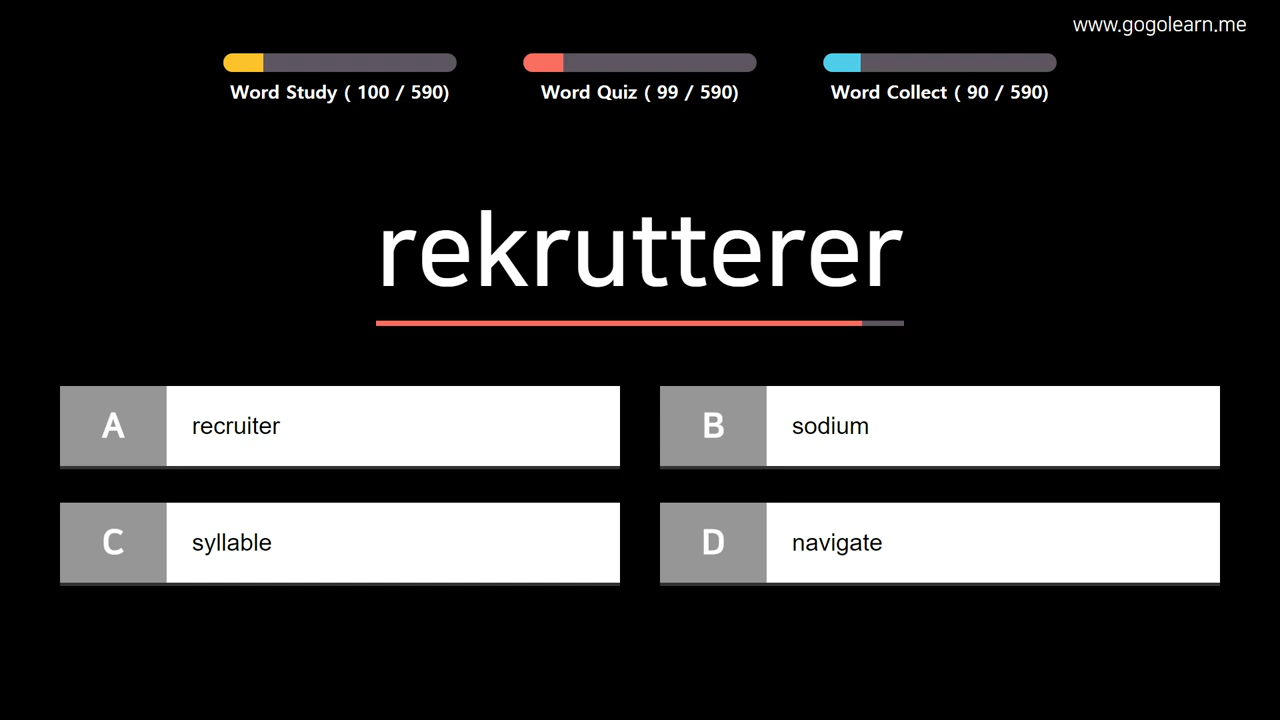 www.gogolearn.me
Word Study ( 100 / 590)
Word Quiz ( 99 / 590)
Word Collect ( 90 / 590)
rekrutterer
A recruiter
B sodium
C syllable
D navigate